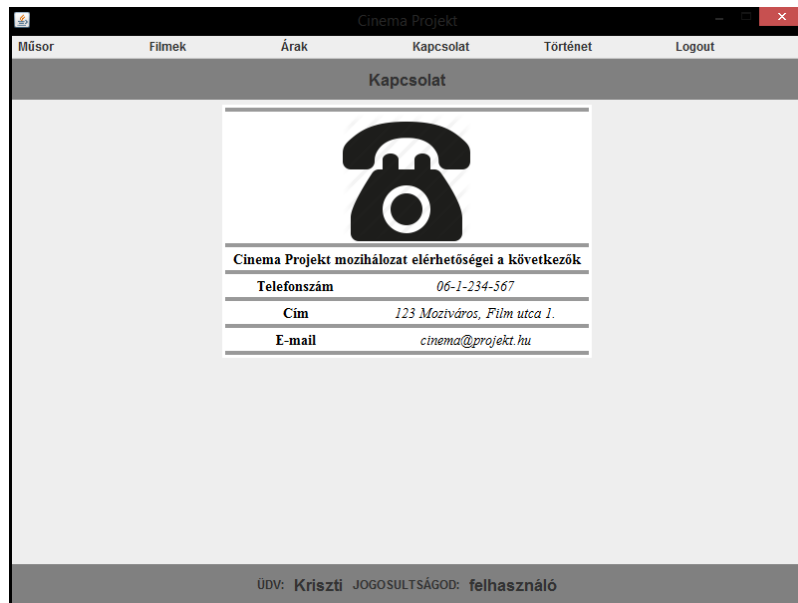 Cinema Projekt
Műsor Filmek Árak Kapcsolat Történet Logout
Kapcsolat
Cinema Projekt mozihálozat elérhetőségei a következők
Telefonszám 06-1-234-567
Cím 123 Moziváros, Film utca 1.
E-mail cinema@projekt.hu
ÜDV: Kriszti JOGOSULTSÁGOD: felhasználó